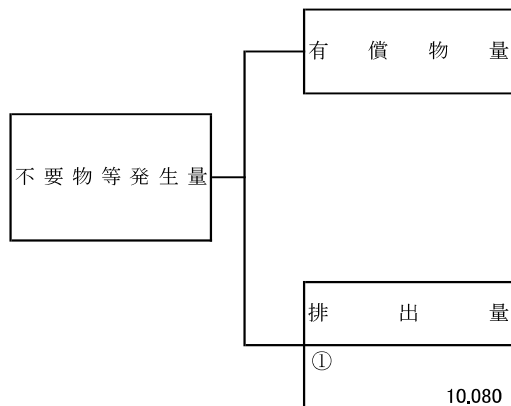 有償物量
不要物等発生量
排出量
①
10,080